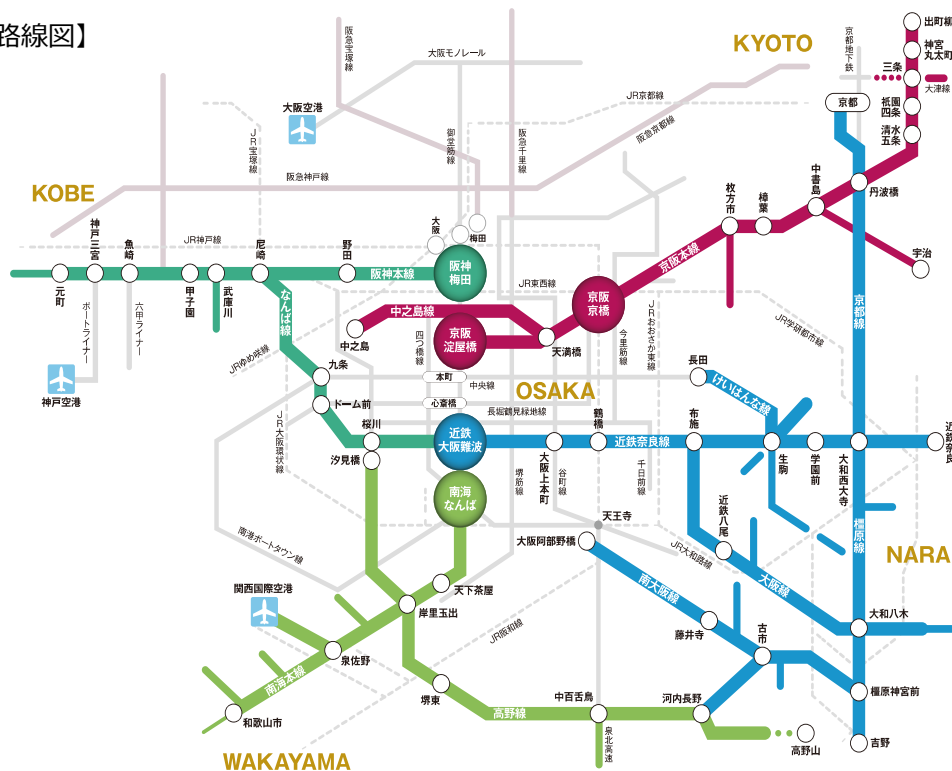 路線図】
出町柳
神宮
丸太町
三条
大津線
祇園
四条
清水
五条
京都地下鉄
京都
KYOTO
阪急宝塚線
大阪モノレール
大阪空港
JR宝塚線
御堂筋線
阪急千里線
JR京都線
阪急京都線
阪急神戸線
KOBE
中書島
丹波橋
枚方市
樟葉
宇治
神戸三宮
魚崎
JR神戸線
尼崎
野田
大阪
梅田
阪神本線
阪神
梅田
京阪本線
元町
甲子園
武庫川
なんば線
ポートライナー
六甲ライナー
神戸空港
JR東西線
京阪
京橋
中之島線
中之島
京阪
淀屋橋
天満橋
四つ橋線
今里筋線
JRおおさか東線
JR学研都市線
京都線
JRゆめ咲線
九条
本町
中央線
OSAKA
長田
けいはんな線
ドーム前
心斎橋
長堀鶴見緑地線
JR大阪環状線
桜川
汐見橋
近鉄
大阪難波
鶴橋
近鉄奈良線
布施
大阪上本町
生駒
学園前
大和西大寺
近鉄奈良
堺筋線
谷町線
千日前線
南海
なんば
天王寺
近鉄八尾
橿原線
NARA
南港ポートタウン線
大阪阿部野橋
JR大和路線
大阪線
南大阪線
関西国際空港
天下茶屋
岸里玉出
大和八木
藤井寺
古市
JR阪和線
泉佐野
南海本線
堺東
中百舌鳥
河内長野
橿原神宮前
和歌山市
高野線
泉北高速
高野山
吉野
WAKAYAMA